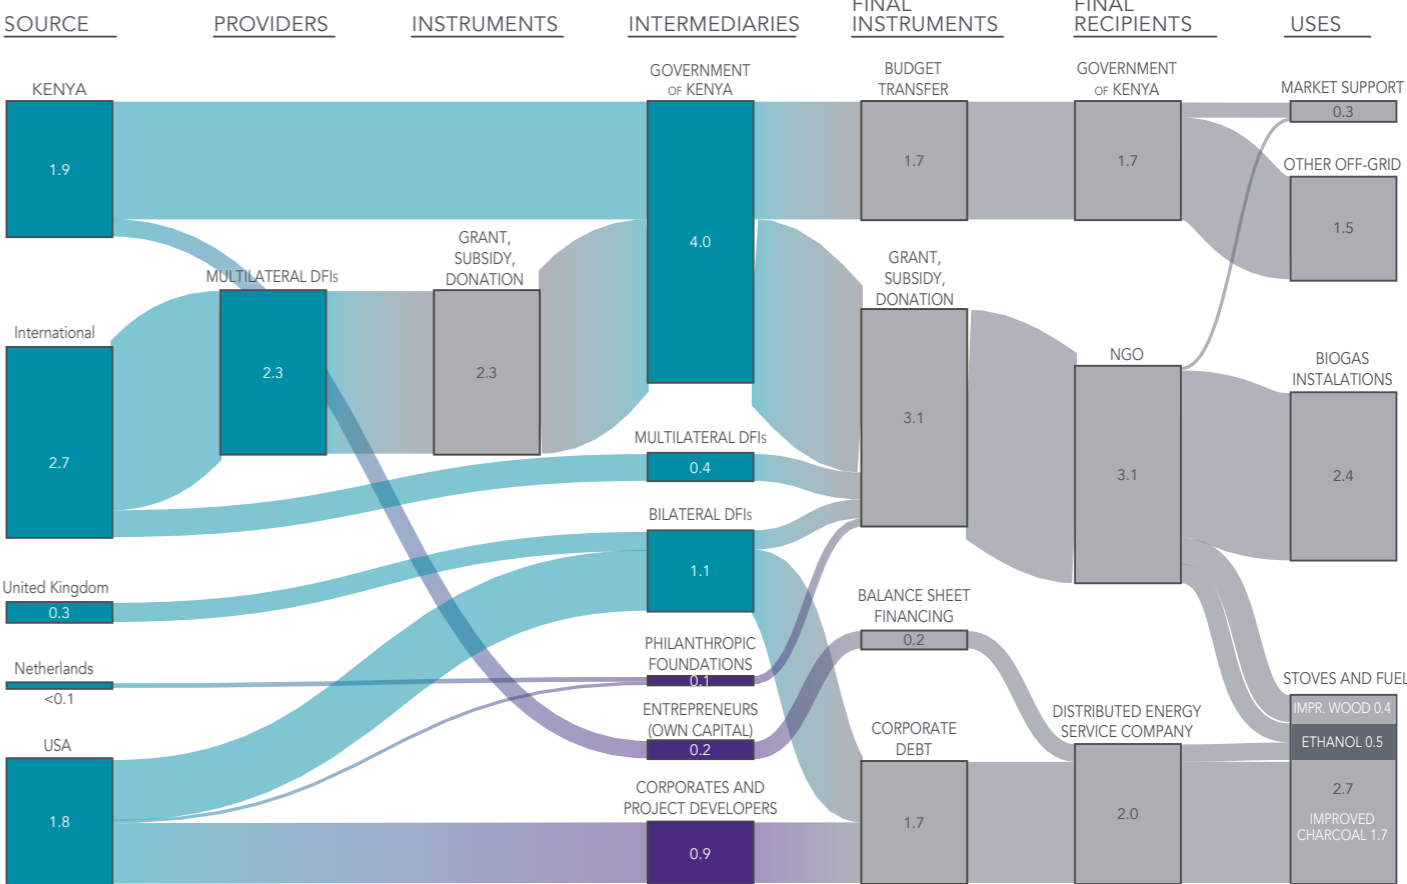 SOURCE
PROVIDERS
INSTRUMENTS
INTERMEDIARIES
FINAL
INSTRUMENTS
FINAL
RECIPIENTS
USES
KENYA
1.9
International
2.7
United Kingdom
0.3
Netherlands
<0.1
USA
1.8
MULTILATERAL DFIs
2.3
GRANT,
SUBSIDY,
DONATION
2.3
GOVERNMENT
OF KENYA
4.0
MULTILATERAL DFIs
0.4
BILATERAL DFIs
1.1
PHILANTHROPIC
FOUNDATIONS
0.1
ENTREPRENEURS
(OWN CAPITAL)
0.2
CORPORATES AND
PROJECT DEVELOPERS
0.9
BUDGET
TRANSFER
1.7
GRANT,
SUBSIDY,
DONATION
3.1
BALANCE SHEET
FINANCING
0.2
CORPORATE
DEBT
1.7
GOVERNMENT
OF KENYA
1.7
NGO
3.1
DISTRIBUTED ENERGY
SERVICE COMPANY
2.0
MARKET SUPPORT
0.3
OTHER OFF-GRID
1.5
BIOGAS
INSTALATIONS
2.4
STOVES AND FUEL
IMPR. WOOD 0.4
ETHANOL 0.5
2.7
IMPROVED
CHARCOAL 1.7